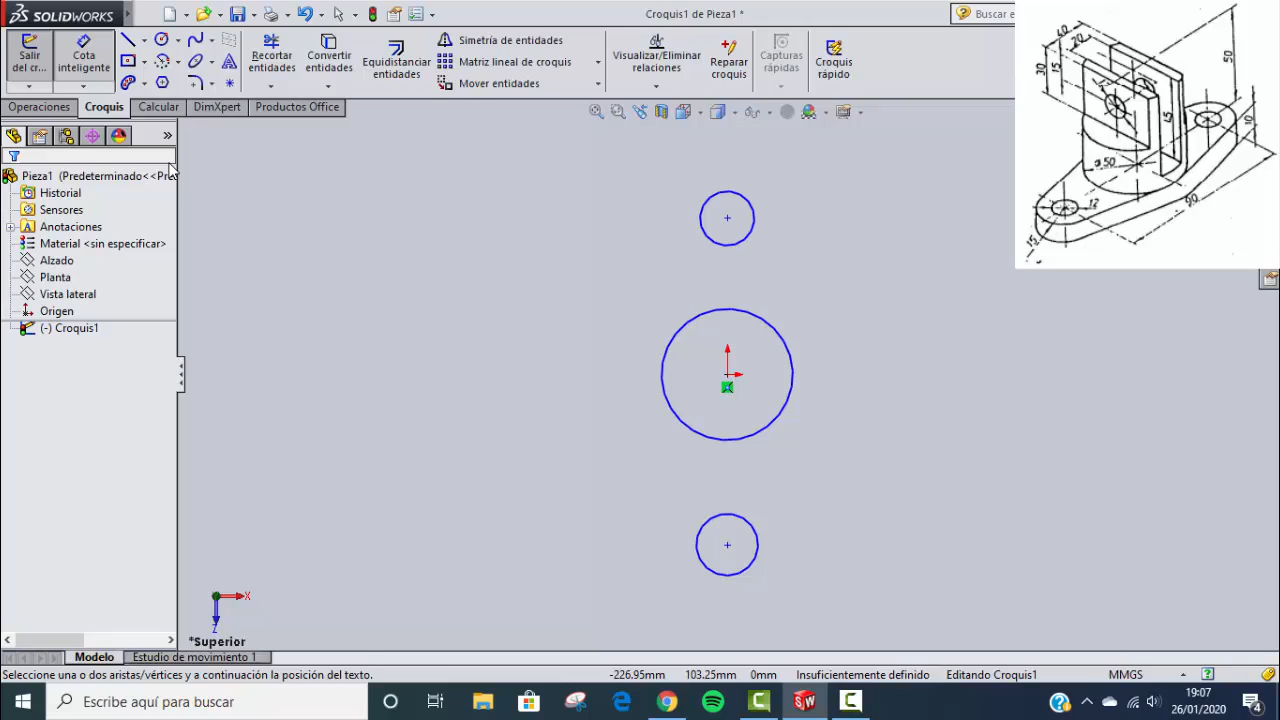 SOLIDWORKS
Croquis1 de Pieza1 *
Buscar e
Salir del cr...
Cota inteligente
Recortar entidades
Convertir entidades
Equidistanciar entidades
Simetría de entidades
Matriz lineal de croquis
Mover entidades
Visualizar/Eliminar relaciones
Reparar croquis
Capturas rápidas
Croquis rápido
Operaciones
Croquis
Calcular
DimXpert
Productos Office
Pieza1 (Predeterminado<<Pre
Historial
Sensores
Anotaciones
Material <sin especificar>
Alzado
Planta
Vista lateral
Origen
(-) Croquis1
60
20
30
15
50
15
10
ø50
12
90
15
X
Z
*Superior
Modelo
Estudio de movimiento 1
Seleccione una o dos aristas/vértices y a continuación la posición del texto.
-226.95mm
103.25mm
0mm
Insuficientemente definido
Editando Croquis1
MMGS
Escribe aquí para buscar
19:07
26/01/2020
4